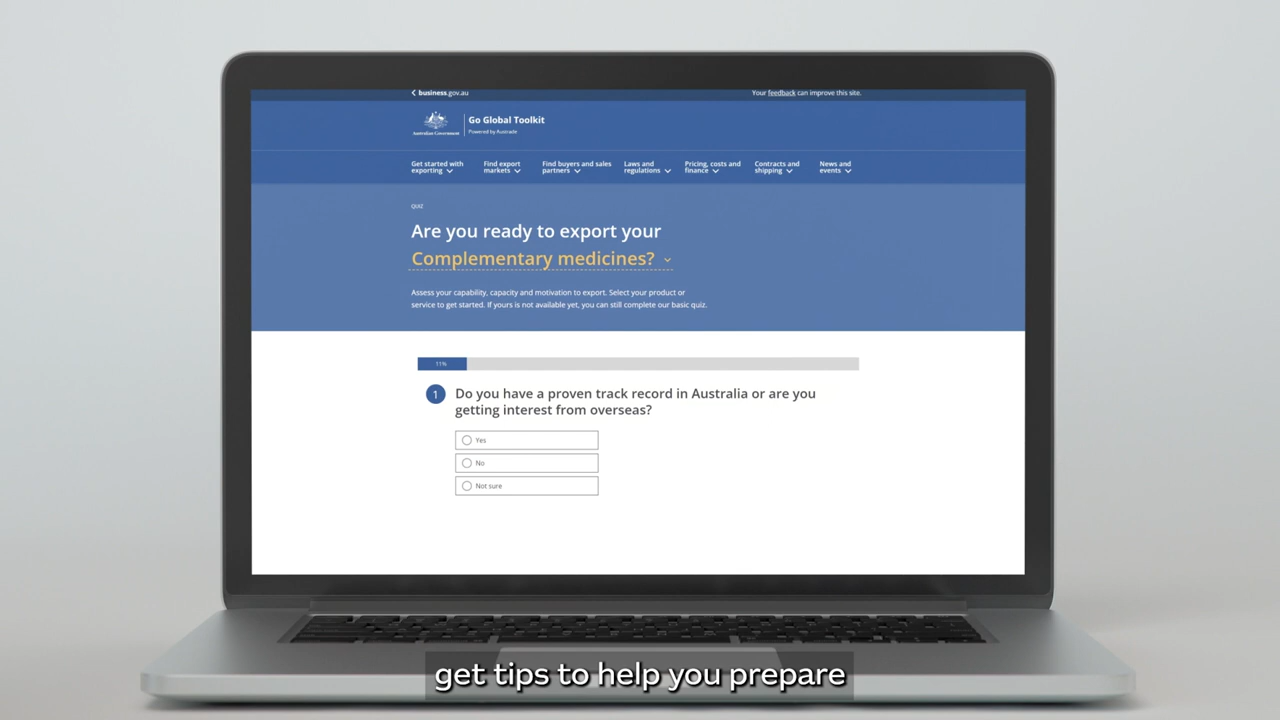 business.gov.au
Your feedback can improve this site.
Australian Government
Go Global Toolkit
Powered by Austrade
Get started with
exporting
Find export
markets
Find buyers and sales
partners
Laws and
regulations
Pricing, costs and
finance
Contracts and
shipping
News and
events
QUIZ
Are you ready to export your
Complementary medicines?
Assess your capability, capacity and motivation to export. Select your product or
service to get started. If yours is not available yet, you can still complete our basic quiz.
11%
1 Do you have a proven track record in Australia or are you
getting interest from overseas?
Yes
No
Not sure
get tips to help you prepare